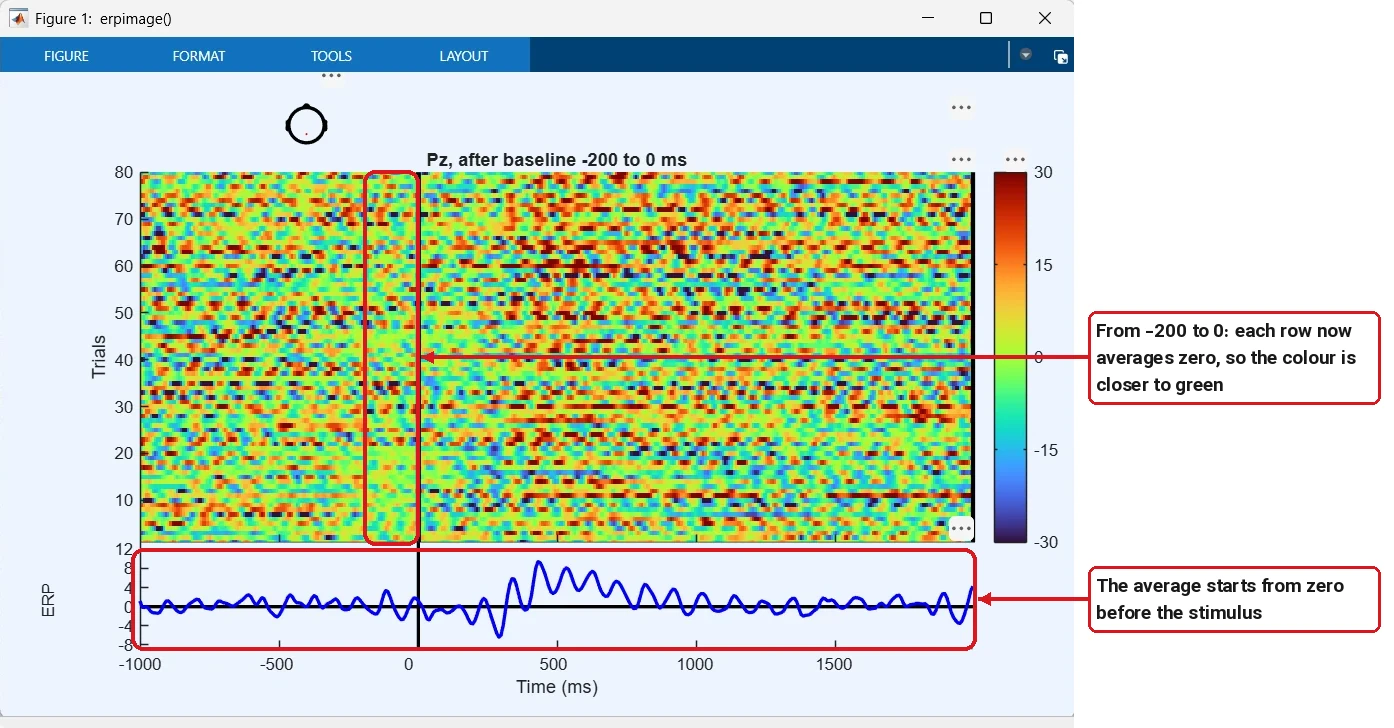 Figure 1: erpimage()
FIGURE FORMAT TOOLS LAYOUT
Pz, after baseline -200 to 0 ms
80
70
60
50
40
30
20
10
Trials
30
15
0
-15
-30
From –200 to 0: each row now
averages zero, so the colour is
closer to green
12
8
4
0
-4
-8
ERP
The average starts from zero
before the stimulus
-1000 -500 0 500 1000 1500
Time (ms)